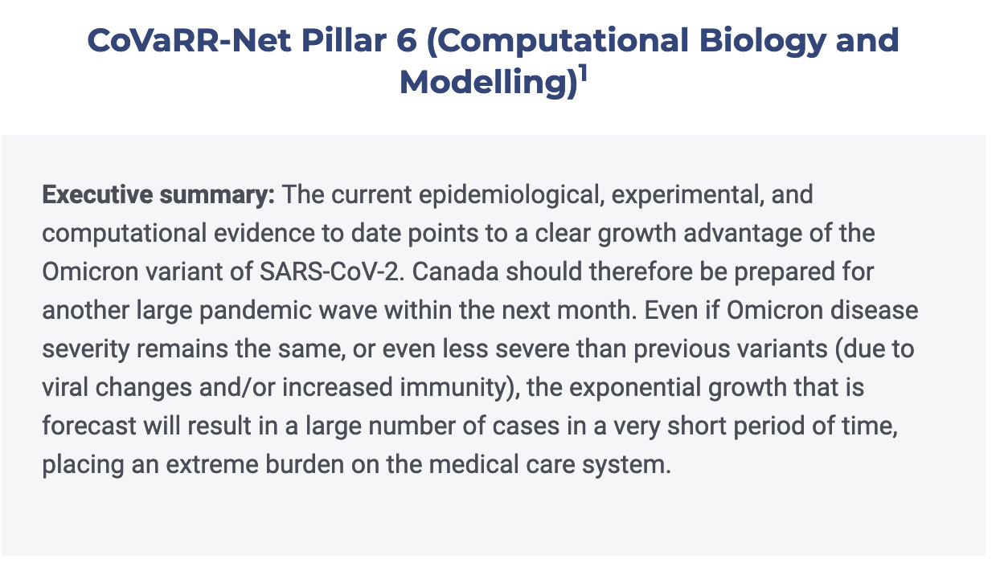 CoVaRR-Net Pillar 6 (Computational Biology and
Modelling)¹
Executive summary: The current epidemiological, experimental, and
computational evidence to date points to a clear growth advantage of the
Omicron variant of SARS-CoV-2. Canada should therefore be prepared for
another large pandemic wave within the next month. Even if Omicron disease
severity remains the same, or even less severe than previous variants (due to
viral changes and/or increased immunity), the exponential growth that is
forecast will result in a large number of cases in a very short period of time,
placing an extreme burden on the medical care system.